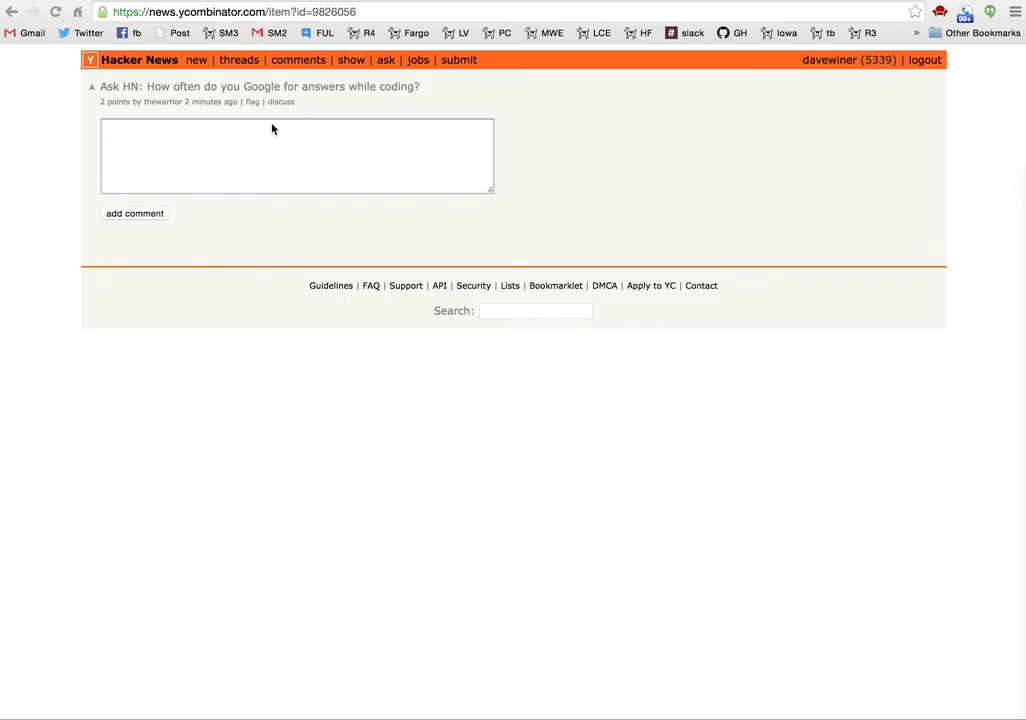 https://news.ycombinator.com/item?id=9826056
99+
Gmail Twitter fb Post SM3 SM2 FUL R4 Fargo LV PC MWE LCE HF slack GH Iowa tb R3 » Other Bookmarks
Y Hacker News new | threads | comments | show | ask | jobs | submit davewiner (5339) | logout
Ask HN: How often do you Google for answers while coding?
2 points by thewarrior 2 minutes ago | flag | discuss
add comment
Guidelines | FAQ | Support | API | Security | Lists | Bookmarklet | DMCA | Apply to YC | Contact
Search: